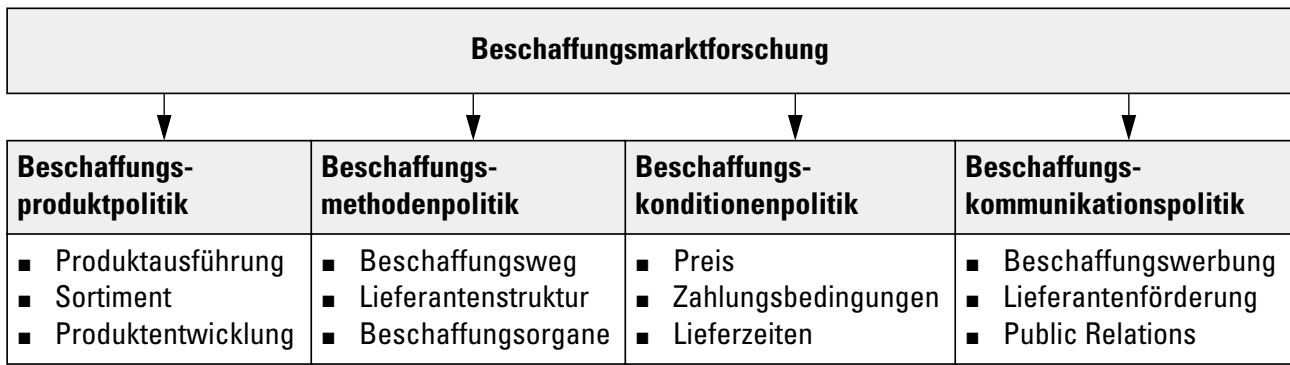 Beschaffungsmarktforschung
Beschaffungs-
produktpolitik
■ Produktausführung
■ Sortiment
■ Produktentwicklung
Beschaffungs-
methodenpolitik
■ Beschaffungsweg
■ Lieferantenstruktur
■ Beschaffungsorgane
Beschaffungs-
konditionenpolitik
■ Preis
■ Zahlungsbedingungen
■ Lieferzeiten
Beschaffungs-
kommunikationspolitik
■ Beschaffungswerbung
■ Lieferantenförderung
■ Public Relations